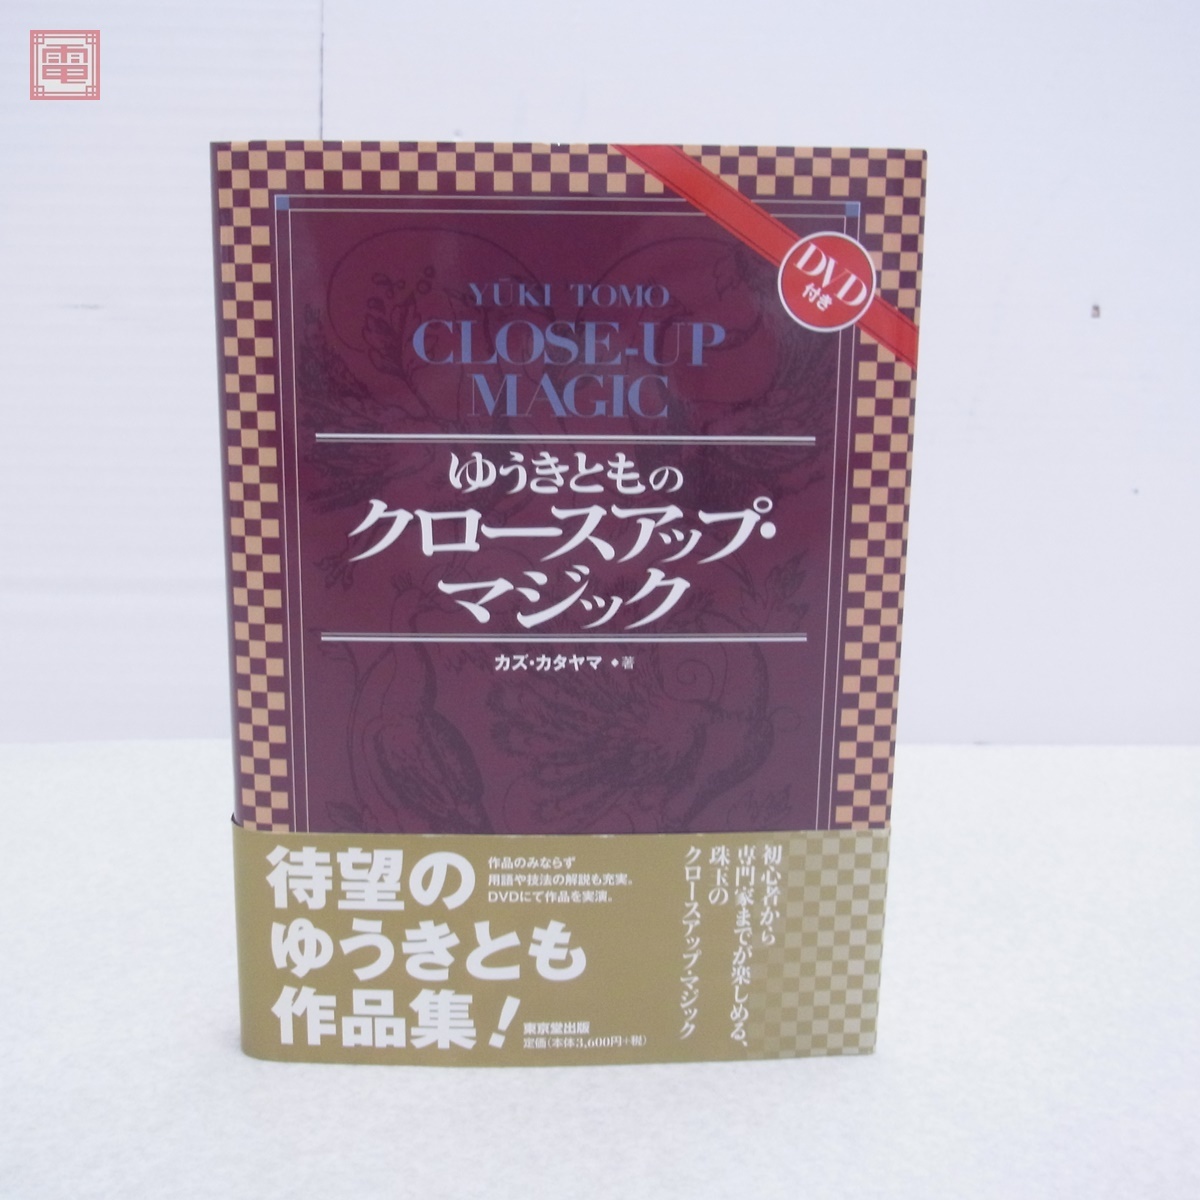 電
DVD
付き
YŪKI TOMO
CLOSE-UP
MAGIC
ゆうきともの
クロースアップ・
マジック
カズ・カタヤマ ◆著
待望の
ゆうきとも
作品集！
作品のみならず
用語や技法の解説も充実。
DVDにて作品を実演。
初心者から
専門家までが楽しめる、
珠玉の
クロースアップ・マジック
東京堂出版
定価（本体3,600円+税）